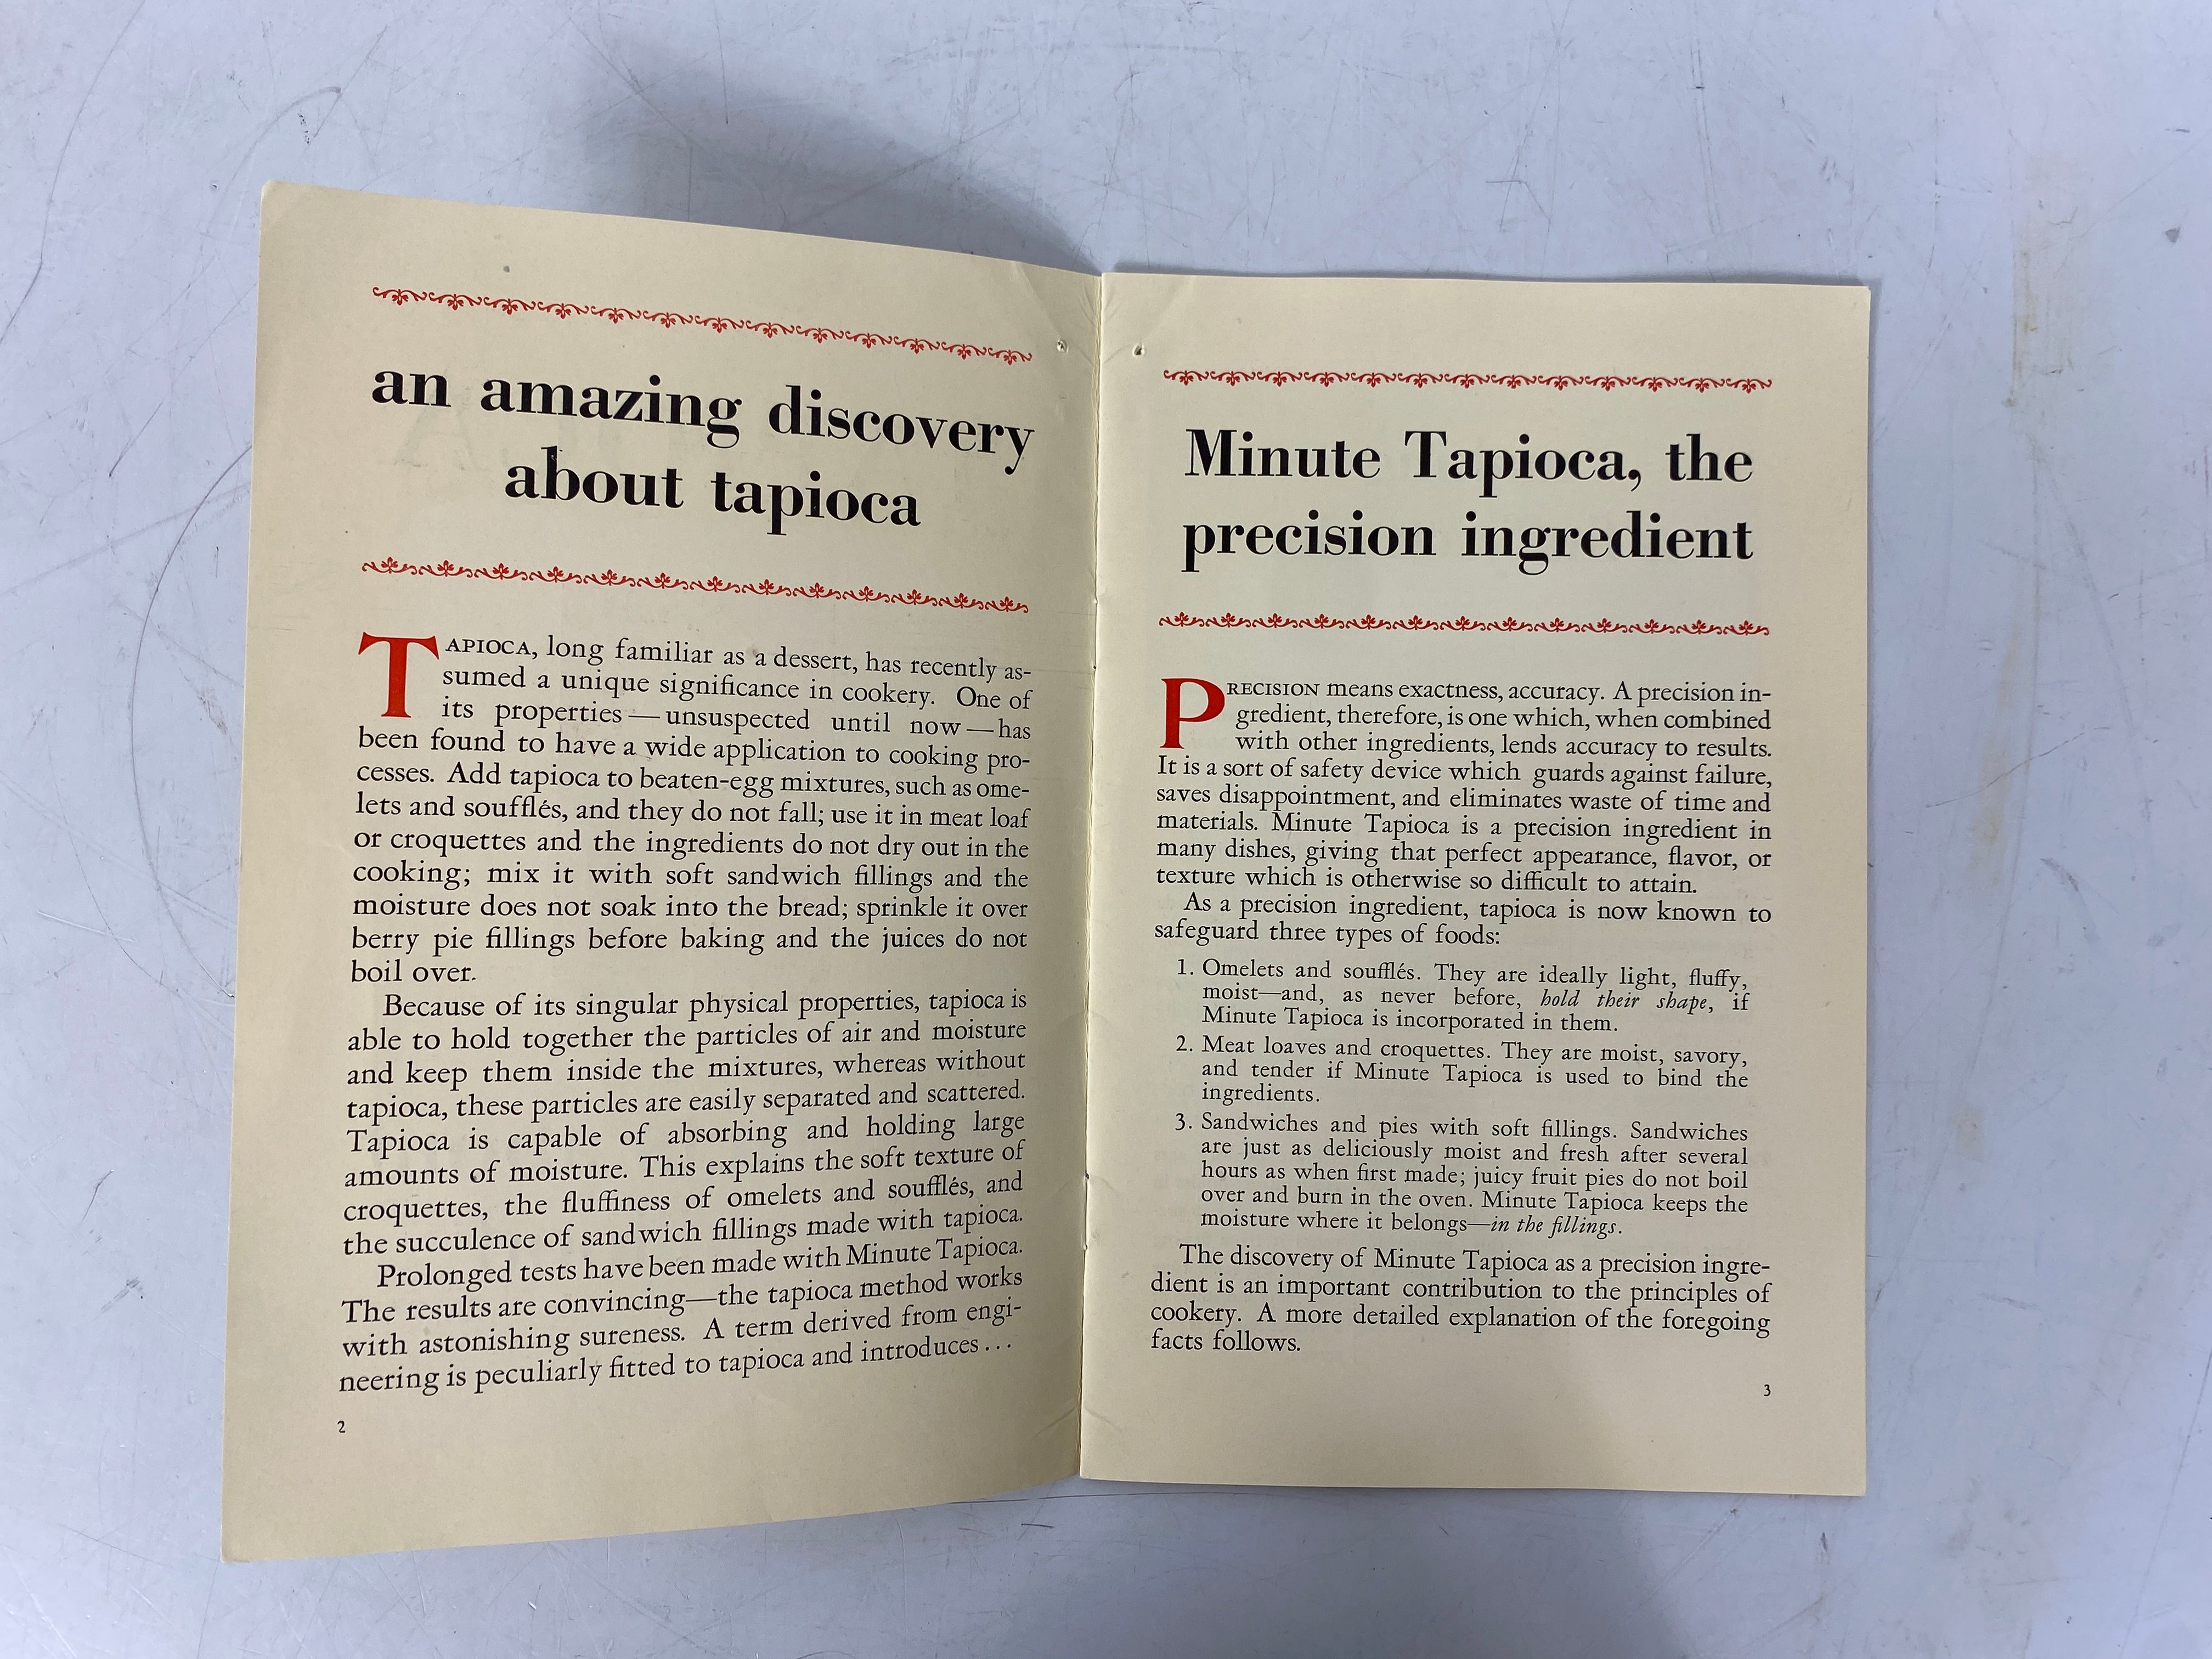 an amazing discovery
about tapioca
TAPIOCA, long familiar as a dessert, has recently as-
sumed a unique significance in cookery. One of
its properties—unsuspected until now—has
been found to have a wide application to cooking pro-
cesses. Add tapioca to beaten-egg mixtures, such as ome-
lets and soufflés, and they do not fall; use it in meat loaf
or croquettes and the ingredients do not dry out in the
cooking; mix it with soft sandwich fillings and the
moisture does not soak into the bread; sprinkle it over
berry pie fillings before baking and the juices do not
boil over.
Because of its singular physical properties, tapioca is
able to hold together the particles of air and moisture
and keep them inside the mixtures, whereas without
tapioca, these particles are easily separated and scattered.
Tapioca is capable of absorbing and holding large
amounts of moisture. This explains the soft texture of
croquettes, the fluffiness of omelets and soufflés, and
the succulence of sandwich fillings made with tapioca.
Prolonged tests have been made with Minute Tapioca.
The results are convincing—the tapioca method works
with astonishing sureness. A term derived from engi-
neering is peculiarly fitted to tapioca and introduces...
2
Minute Tapioca, the
precision ingredient
PRECISION means exactness, accuracy. A precision in-
gredient, therefore, is one which, when combined
with other ingredients, lends accuracy to results.
It is a sort of safety device which guards against failure,
saves disappointment, and eliminates waste of time and
materials. Minute Tapioca is a precision ingredient in
many dishes, giving that perfect appearance, flavor, or
texture which is otherwise so difficult to attain.
As a precision ingredient, tapioca is now known to
safeguard three types of foods:
1. Omelets and soufflés. They are ideally light, fluffy,
moist—and, as never before, hold their shape, if
Minute Tapioca is incorporated in them.
2. Meat loaves and croquettes. They are moist, savory,
and tender if Minute Tapioca is used to bind the
ingredients.
3. Sandwiches and pies with soft fillings. Sandwiches
are just as deliciously moist and fresh after several
hours as when first made; juicy fruit pies do not boil
over and burn in the oven. Minute Tapioca keeps the
moisture where it belongs—in the fillings.
The discovery of Minute Tapioca as a precision ingre-
dient is an important contribution to the principles of
cookery. A more detailed explanation of the foregoing
facts follows.
3